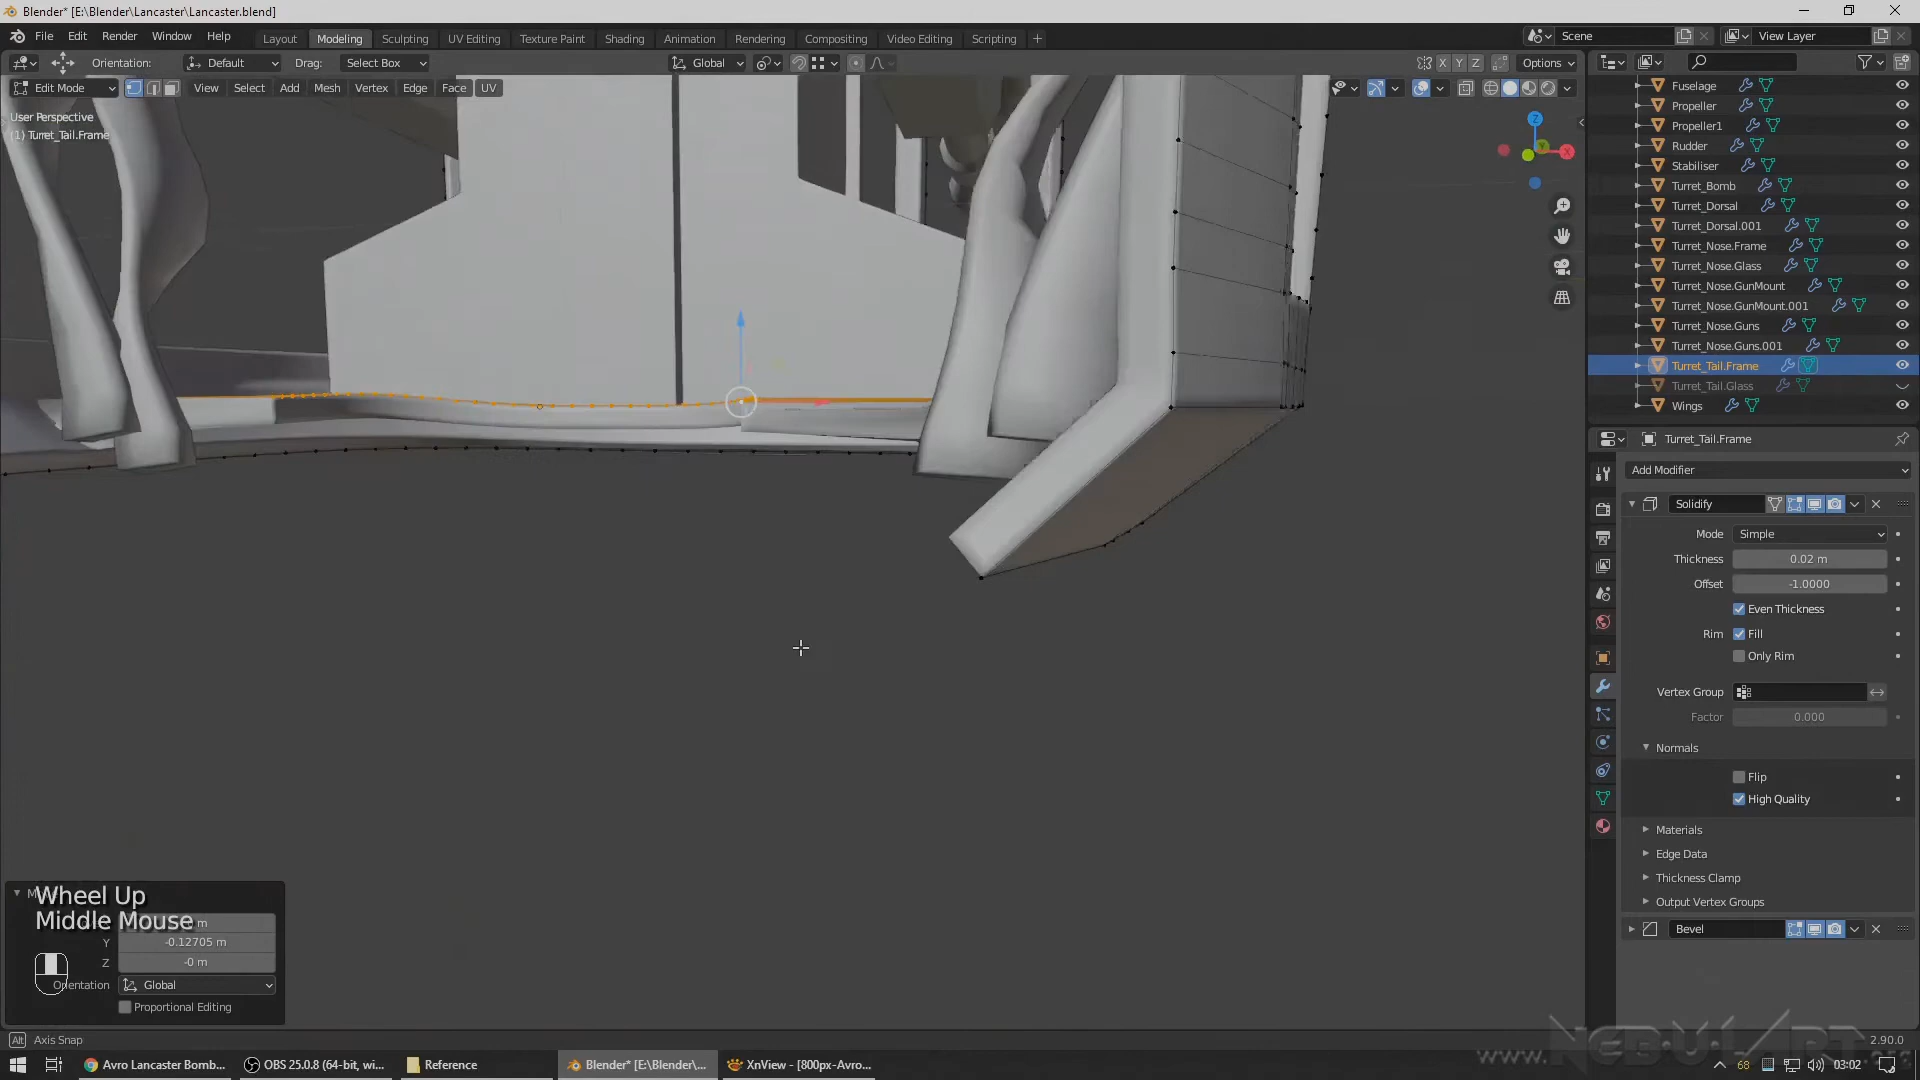 Blender* [E:\Blender\Lancaster\Lancaster.blend]
File Edit Render Window Help Layout Modeling Sculpting UV Editing Texture Paint Shading Animation Rendering Compositing Video Editing Scripting + Scene View Layer
Orientation: Default Drag: Select Box Global X Y Z Options
Edit Mode View Select Add Mesh Vertex Edge Face UV
User Perspective
(1) Turret_Tail.Frame
Z
Y
X
Fuselage
Propeller
Propeller1
Rudder
Stabiliser
Turret_Bomb
Turret_Dorsal
Turret_Dorsal.001
Turret_Nose.Frame
Turret_Nose.Glass
Turret_Nose.GunMount
Turret_Nose.GunMount.001
Turret_Nose.Guns
Turret_Nose.Guns.001
Turret_Tail.Frame
Turret_Tail.Glass
Wings
Turret_Tail.Frame
Add Modifier
Solidify
Mode Simple
Thickness 0.02 m
Offset -1.0000
Even Thickness
Rim Fill
Only Rim
Vertex Group
Factor 0.000
Normals
Flip
High Quality
Materials
Edge Data
Thickness Clamp
Output Vertex Groups
Bevel
Wheel Up
Middle Mouse
m
Y -0.12705 m
Z -0 m
Orientation Global
Proportional Editing
Alt Axis Snap
2.90.0
www.NEBULART.org
Avro Lancaster Bomb... OBS 25.0.8 (64-bit, wi... Reference Blender* [E:\Blender\... XnView - [800px-Avro... 68 03:02